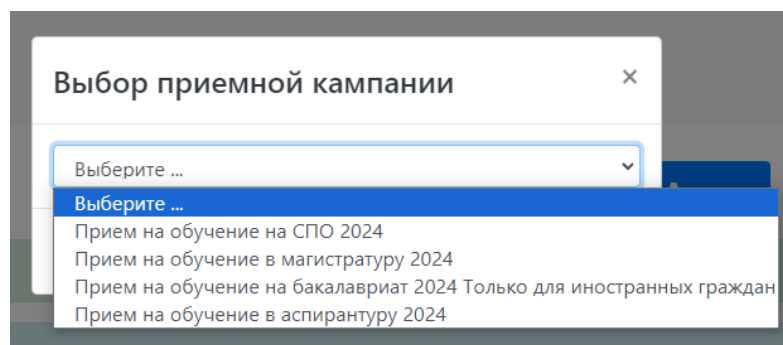 Выбор приемной кампании
×
Выберите ...
Выберите ...
Прием на обучение на СПО 2024
Прием на обучение в магистратуру 2024
Прием на обучение на бакалавриат 2024 Только для иностранных граждан
Прием на обучение в аспирантуру 2024